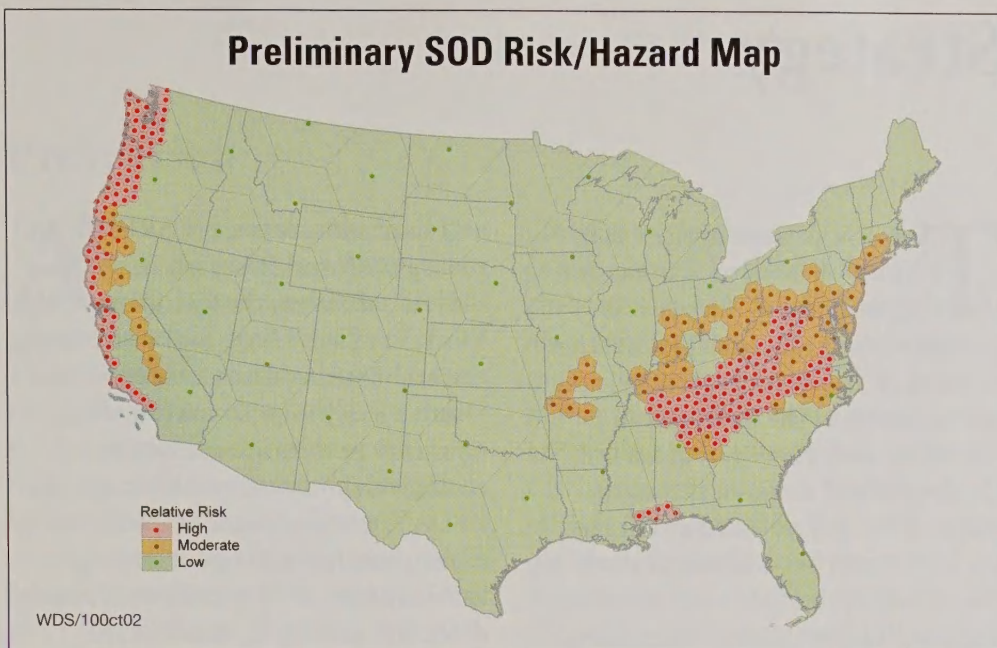 Preliminary SOD Risk/Hazard Map
Relative Risk
High
Moderate
Low
WDS/10Oct02